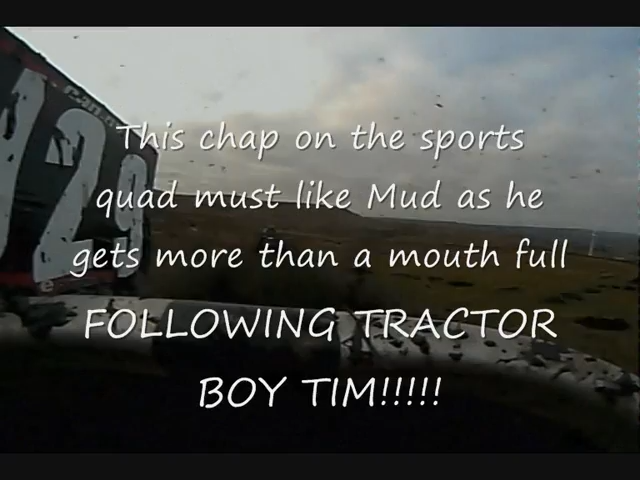 This chap on the sports
quad must like Mud as he
gets more than a mouth full
FOLLOWING TRACTOR
BOY TIM!!!!!
129